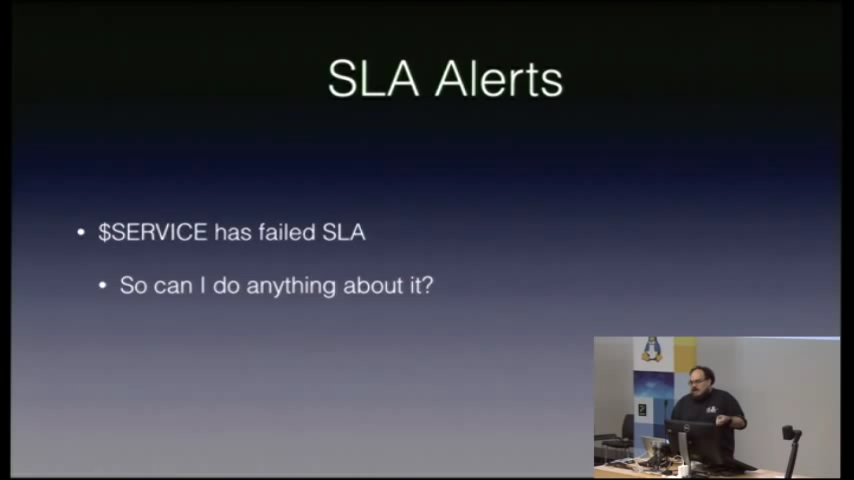 SLA Alerts
• $SERVICE has failed SLA
• So can I do anything about it?